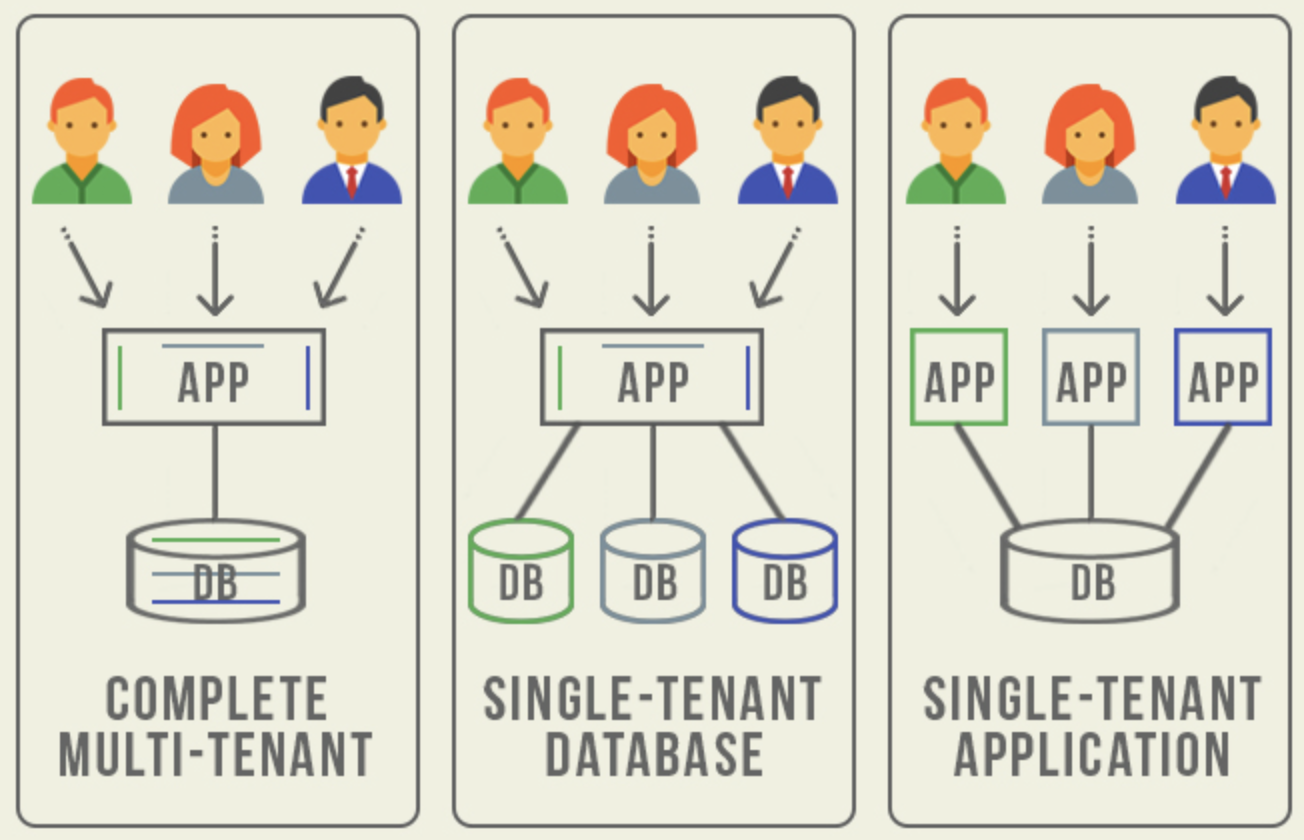 APP
DB
COMPLETE
MULTI-TENANT
APP
DB DB DB
SINGLE-TENANT
DATABASE
APP APP APP
DB
SINGLE-TENANT
APPLICATION